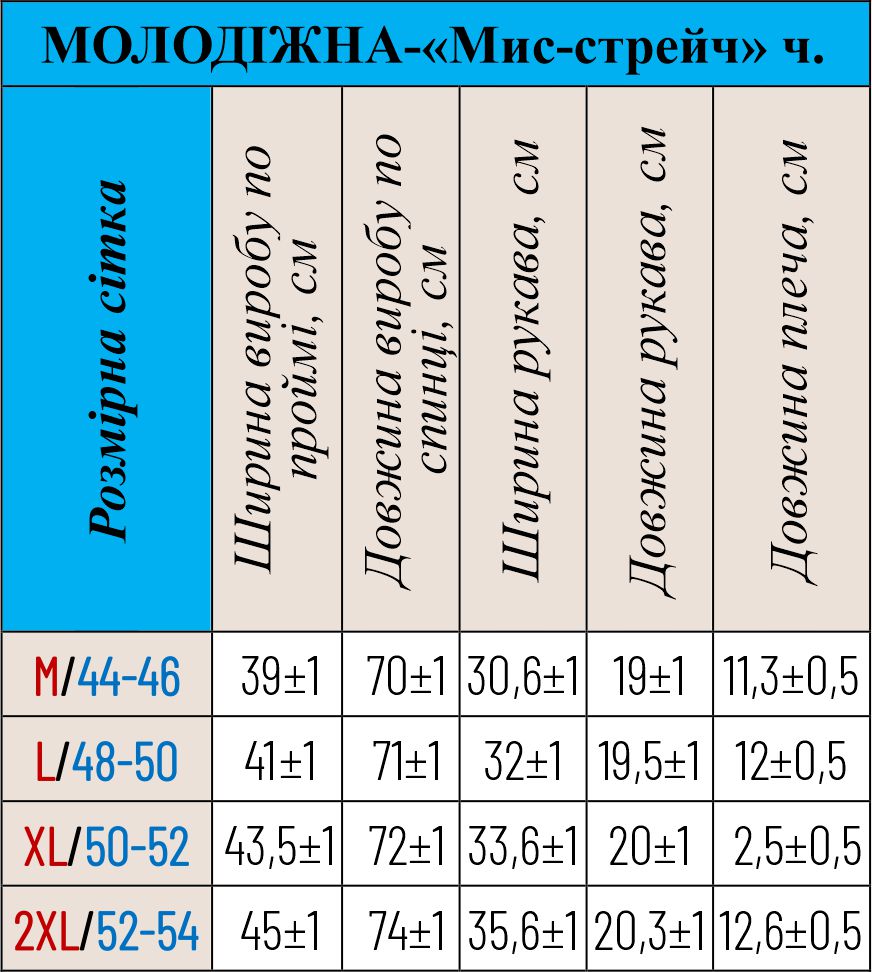 МОЛОДІЖНА-«Мис-стрейч» ч.
Розмірна сітка
Ширина виробу по
проймі, см
Довжина виробу по
спинці, см
Ширина рукава, см
Довжина рукава, см
Довжина плеча, см
M/44-46 39±1 70±1 30,6±1 19±1 11,3±0,5
L/48-50 41±1 71±1 32±1 19,5±1 12±0,5
XL/50-52 43,5±1 72±1 33,6±1 20±1 2,5±0,5
2XL/52-54 45±1 74±1 35,6±1 20,3±1 12,6±0,5